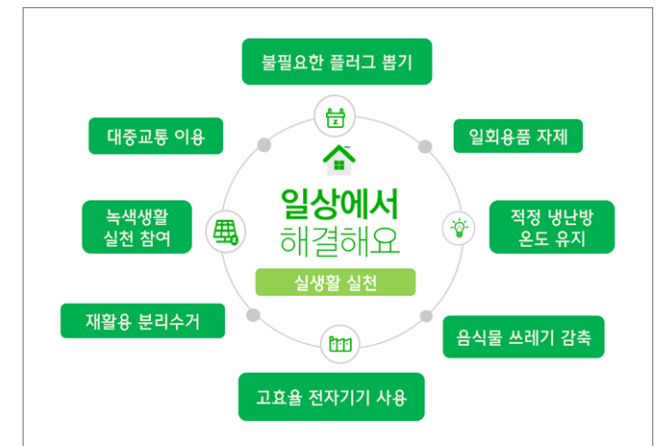 불필요한 플러그 뽑기
대중교통 이용
일회용품 자제
일상에서
해결해요
실생활 실천
녹색생활
실천 참여
적정 냉난방
온도 유지
재활용 분리수거
음식물 쓰레기 감축
고효율 전자기기 사용